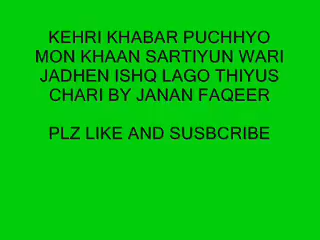 KEHRI KHABAR PUCHHYO
MON KHAAN SARTIYUN WARI
JADHEN ISHQ LAGO THIYUS
CHARI BY JANAN FAQEER
PLZ LIKE AND SUSBCRIBE